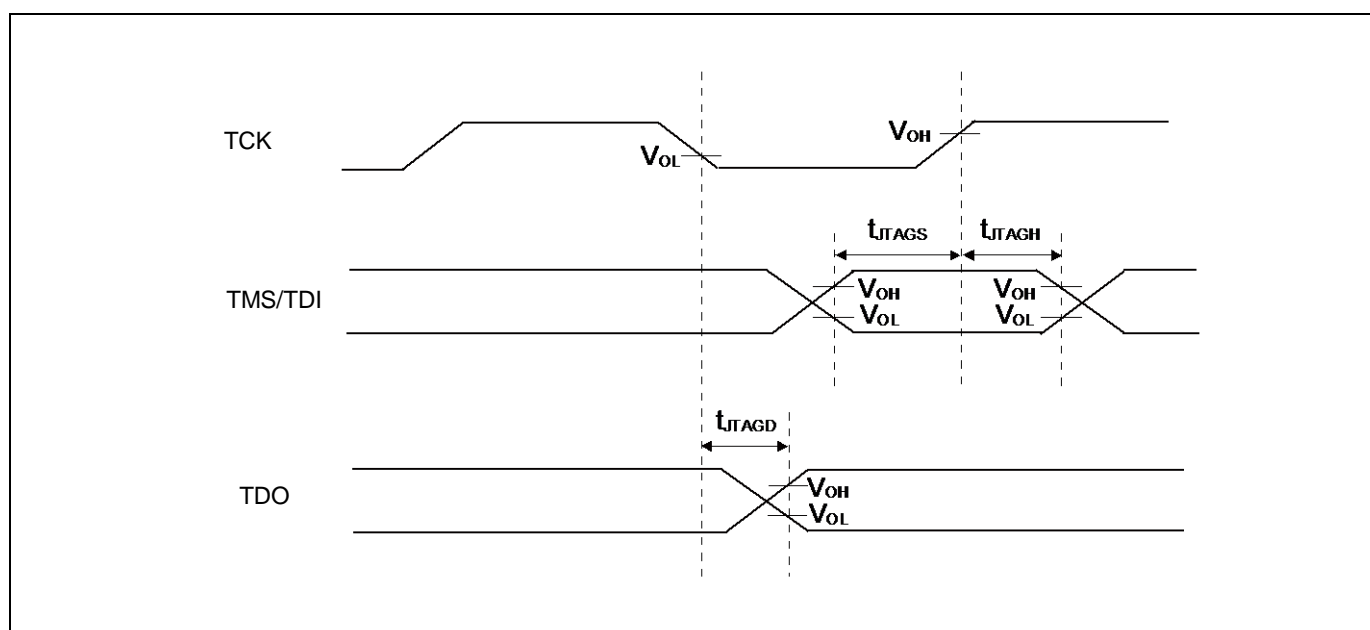 TCK
VOL
VOH
tJTAGS
tJTAGH
TMS/TDI
VOH
VOH
VOL
VOL
tJTAGD
TDO
VOH
VOL